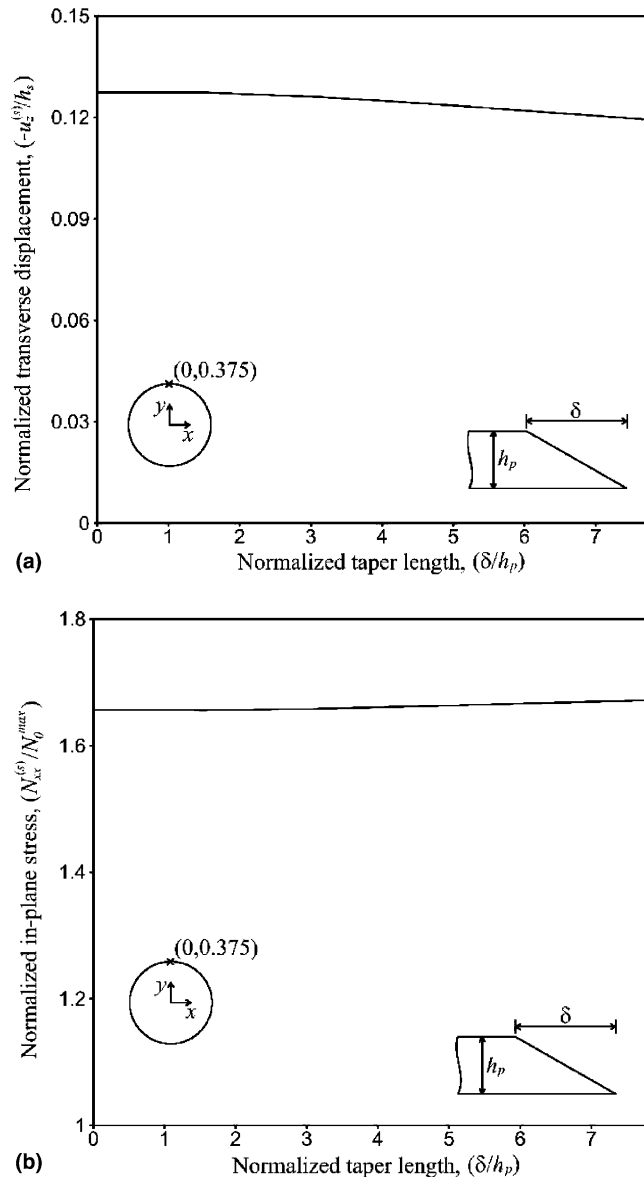 0.15
0.12
0.09
0.06
0.03
0
Normalized transverse displacement, (-u_z^(s)/h_s)
(0,0.375)
y
x
δ
h_p
0 1 2 3 4 5 6 7
(a)
Normalized taper length, (δ/h_p)
1.8
1.6
1.4
1.2
1
Normalized in-plane stress, (N_xx^(s)/N_0^max)
(0,0.375)
y
x
δ
h_p
0 1 2 3 4 5 6 7
(b)
Normalized taper length, (δ/h_p)